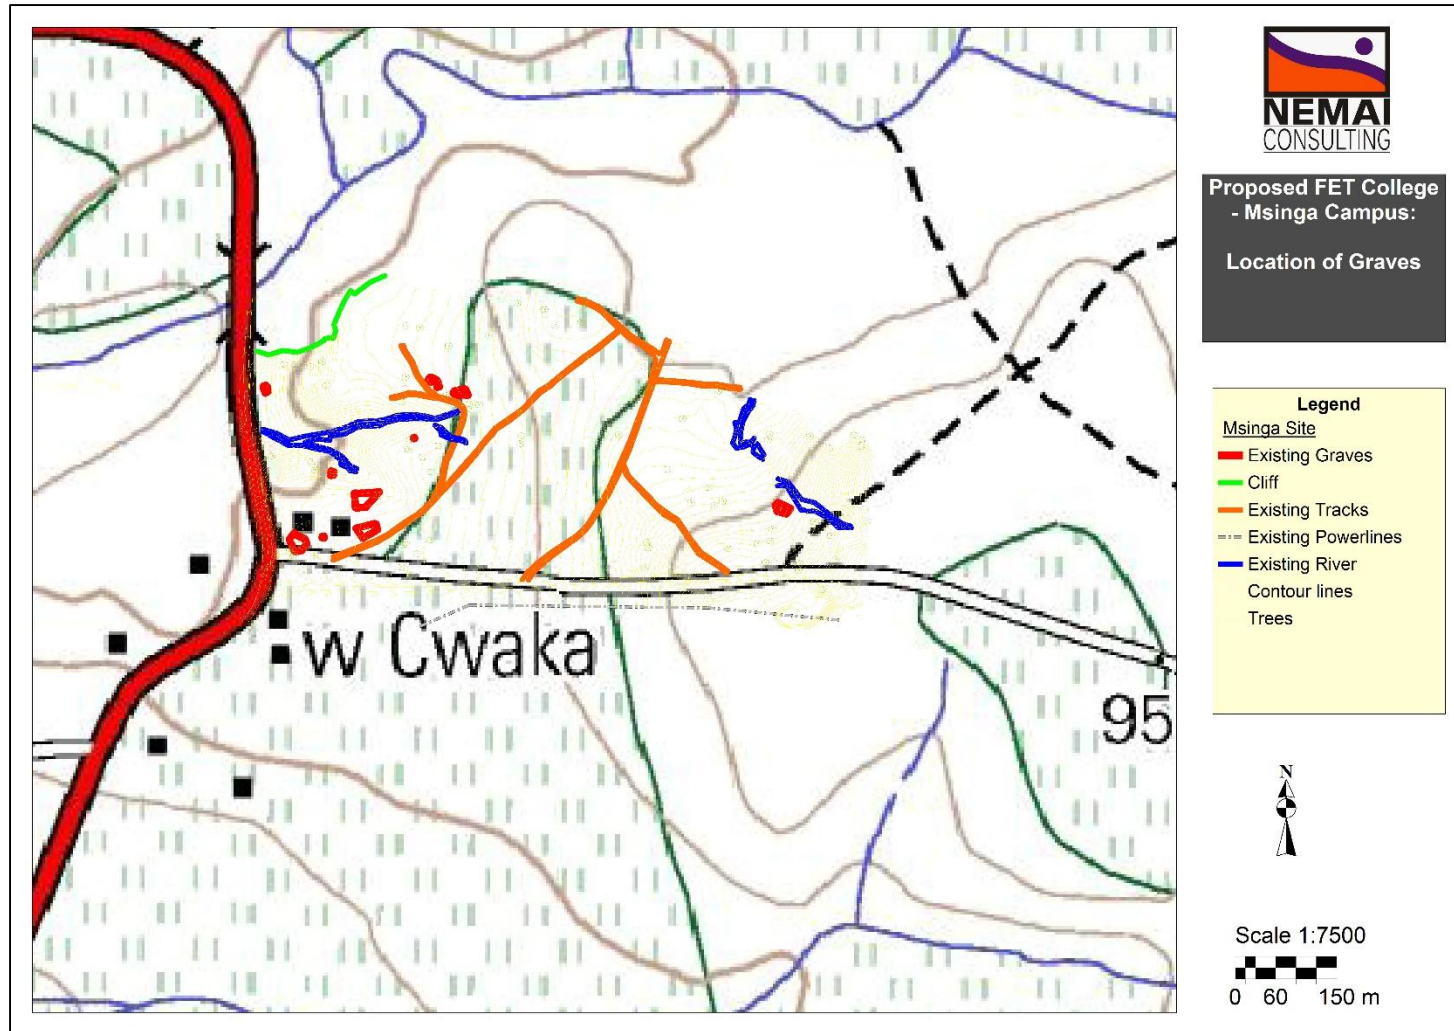 NEMAI
CONSULTING
Proposed FET College
- Msinga Campus:
Location of Graves
Legend
Msinga Site
Existing Graves
Cliff
Existing Tracks
Existing Powerlines
Existing River
Contour lines
Trees
w Cwaka
95
N
Scale 1:7500
0 60 150 m